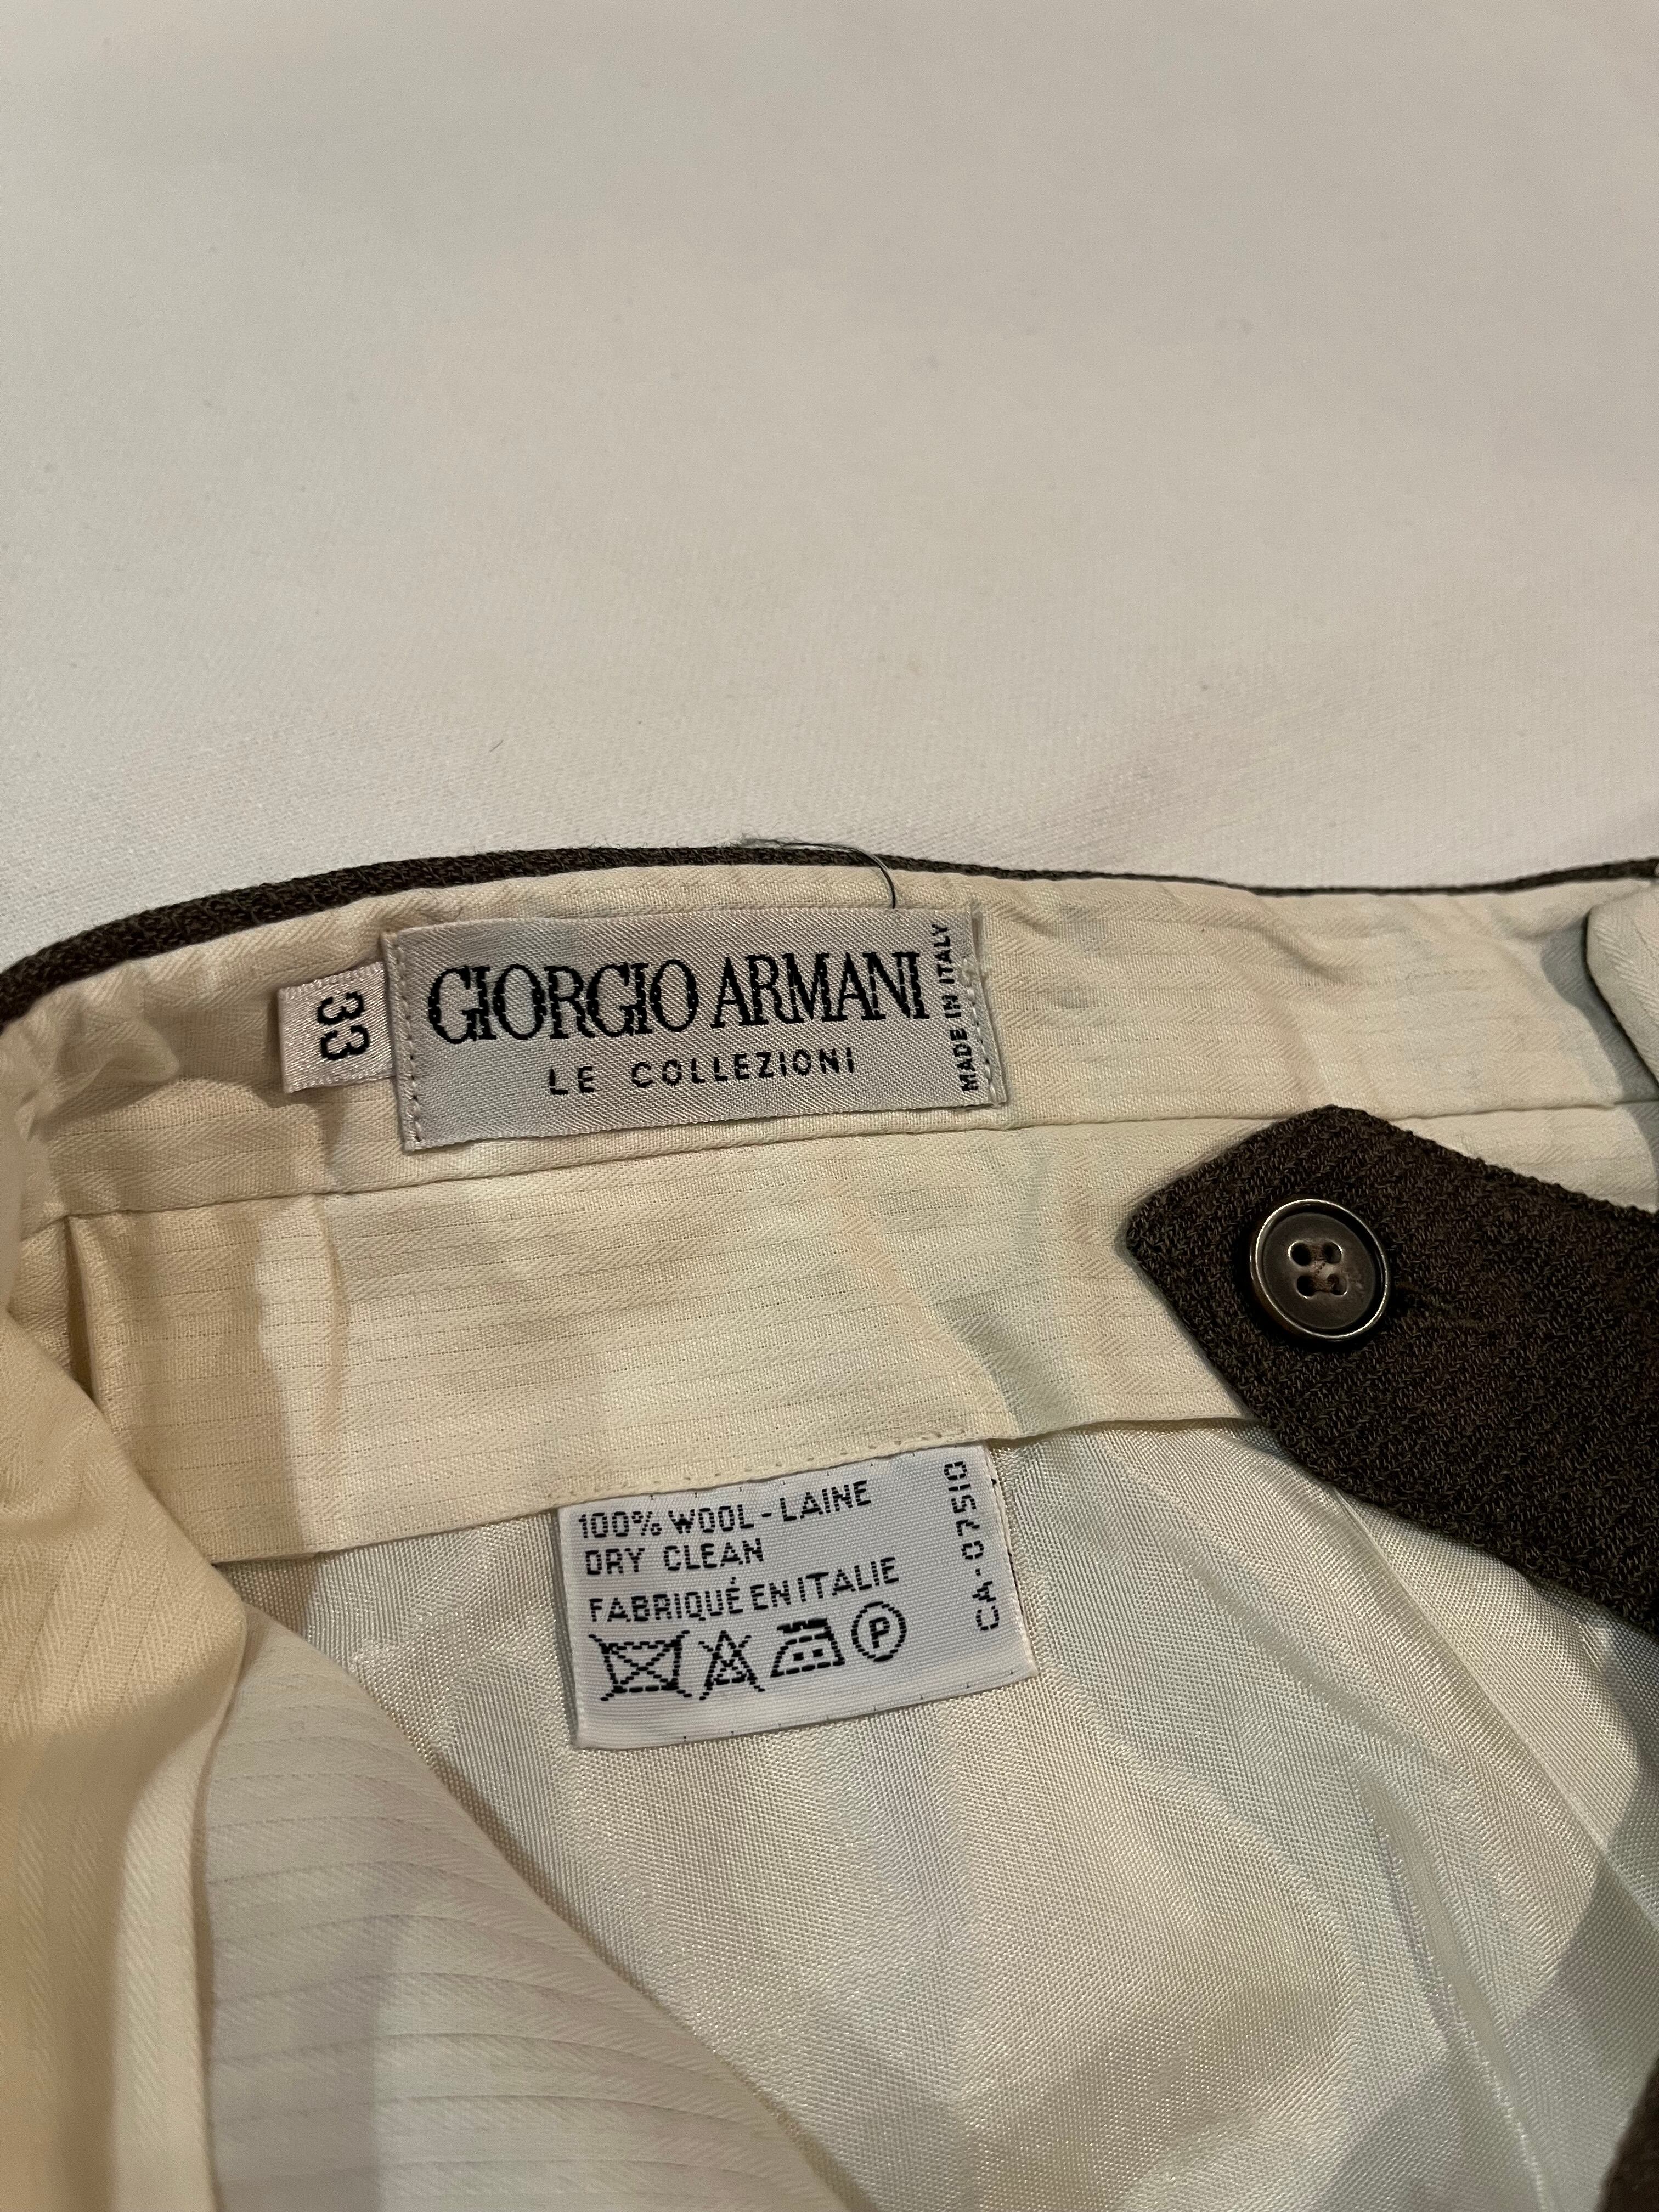 33
GIORGIO ARMANI
LE COLLEZIONI
MADE IN ITALY
100% WOOL - LAINE
DRY CLEAN
FABRIQUÉ EN ITALIE
P
CA-07510